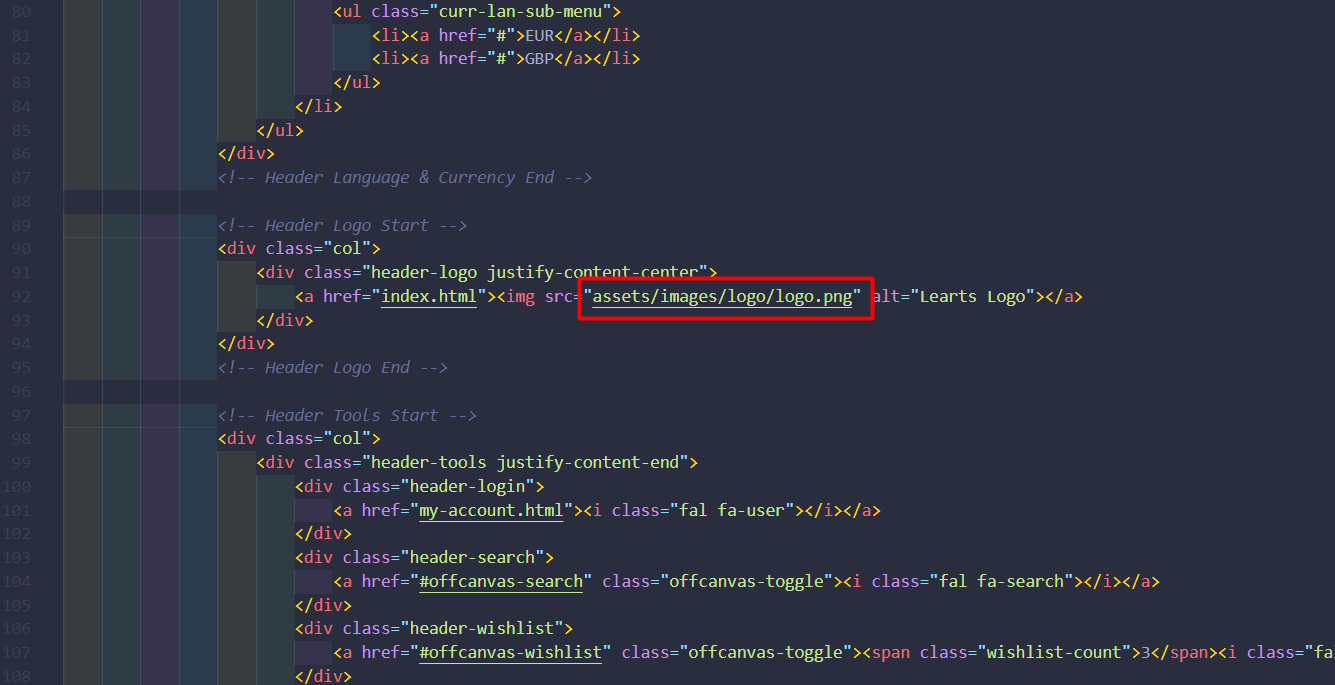 80 <ul class="curr-lan-sub-menu">
81 <li><a href="#">EUR</a></li>
82 <li><a href="#">GBP</a></li>
83 </ul>
84 </li>
85 </ul>
86 </div>
87 <!-- Header Language & Currency End -->
88
89 <!-- Header Logo Start -->
90 <div class="col">
91 <div class="header-logo justify-content-center">
92 <a href="index.html"><img src="assets/images/logo/logo.png" alt="Learts Logo"></a>
93 </div>
94 </div>
95 <!-- Header Logo End -->
96
97 <!-- Header Tools Start -->
98 <div class="col">
99 <div class="header-tools justify-content-end">
100 <div class="header-login">
101 <a href="my-account.html"><i class="fal fa-user"></i></a>
102 </div>
103 <div class="header-search">
104 <a href="#offcanvas-search" class="offcanvas-toggle"><i class="fal fa-search"></i></a>
105 </div>
106 <div class="header-wishlist">
107 <a href="#offcanvas-wishlist" class="offcanvas-toggle"><span class="wishlist-count">3</span><i class="fa
108 </div>